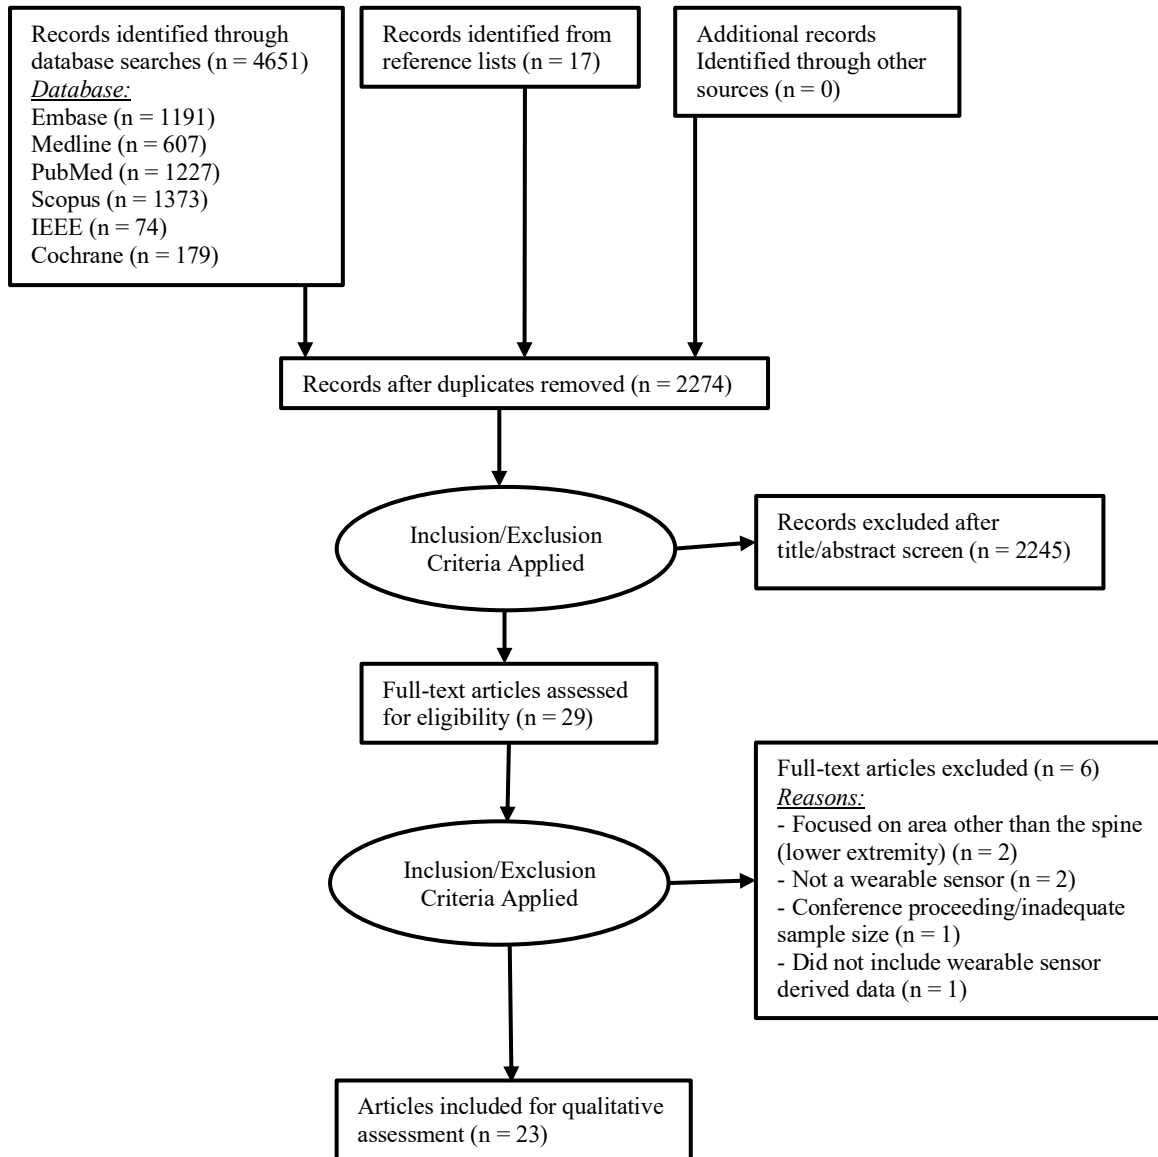 Records identified through
database searches (n = 4651)
Database:
Embase (n = 1191)
Medline (n = 607)
PubMed (n = 1227)
Scopus (n = 1373)
IEEE (n = 74)
Cochrane (n = 179)
Records identified from
reference lists (n = 17)
Additional records
Identified through other
sources (n = 0)
Records after duplicates removed (n = 2274)
Inclusion/Exclusion
Criteria Applied
Records excluded after
title/abstract screen (n = 2245)
Full-text articles assessed
for eligibility (n = 29)
Inclusion/Exclusion
Criteria Applied
Full-text articles excluded (n = 6)
Reasons:
- Focused on area other than the spine
(lower extremity) (n = 2)
- Not a wearable sensor (n = 2)
- Conference proceeding/inadequate
sample size (n = 1)
- Did not include wearable sensor
derived data (n = 1)
Articles included for qualitative
assessment (n = 23)